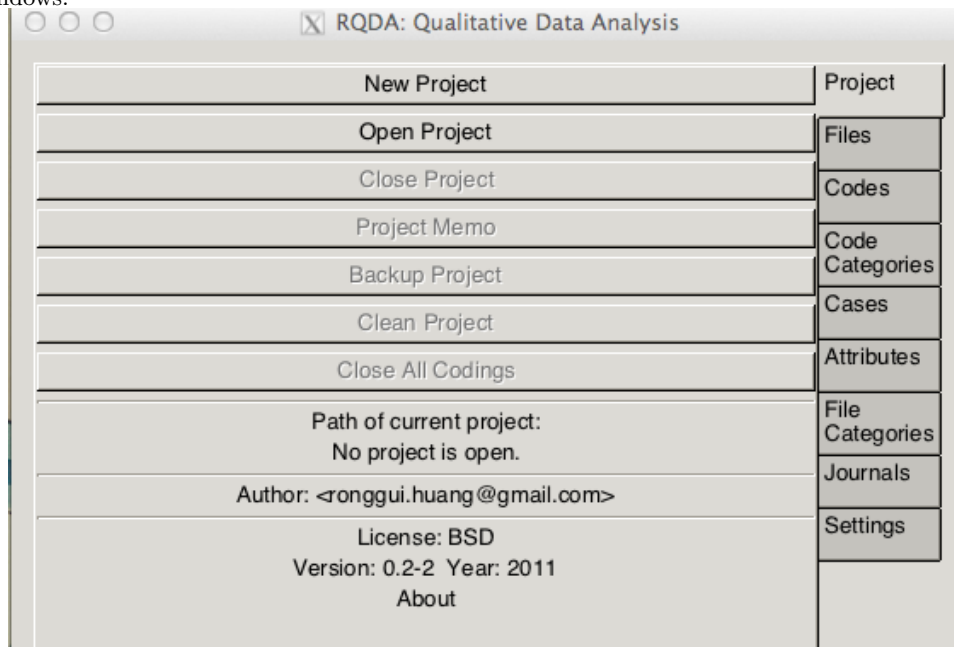 RQDA: Qualitative Data Analysis
New Project
Open Project
Close Project
Project Memo
Backup Project
Clean Project
Close All Codings
Path of current project:
No project is open.
Author: <ronggui.huang@gmail.com>
License: BSD
Version: 0.2-2 Year: 2011
About
Project
Files
Codes
Code
Categories
Cases
Attributes
File
Categories
Journals
Settings